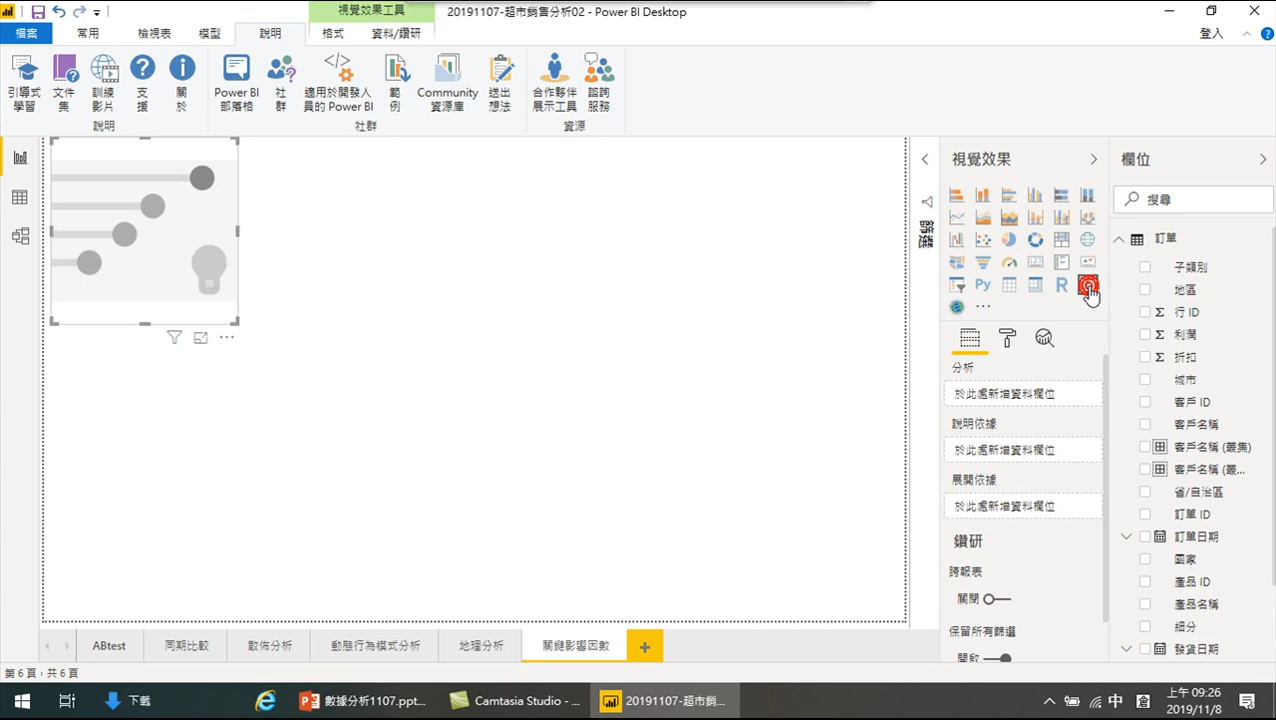 視覺效果工具
20191107-超市銷售分析02 - Power BI Desktop
檔案
常用
檢視表
模型
說明
格式
資料/鑽研
登入
引導式
學習
文件
集
訓練
影片
支
援
關
於
Power BI
部落格
社
群
適用於開發人
員的 Power BI
範
例
Community
資源庫
送出
想法
合作夥伴
展示工具
諮詢
服務
說明
社群
資源
篩選
視覺效果
Py
R
分析
於此處新增資料欄位
說明依據
於此處新增資料欄位
展開依據
於此處新增資料欄位
鑽研
跨報表
關閉
保留所有篩選
開啟
欄位
搜尋
訂單
子類別
地區
行 ID
利潤
折扣
城市
客戶 ID
客戶名稱
客戶名稱 (叢集)
客戶名稱 (叢...
省/自治區
訂單 ID
訂單日期
國家
產品 ID
產品名稱
細分
發貨日期
ABtest
同期比較
散佈分析
動態行為模式分析
地理分析
關鍵影響因數
第 6 頁，共 6 頁
下載
數據分析1107.ppt...
Camtasia Studio - ...
20191107-超市銷...
中
上午 09:26
2019/11/8